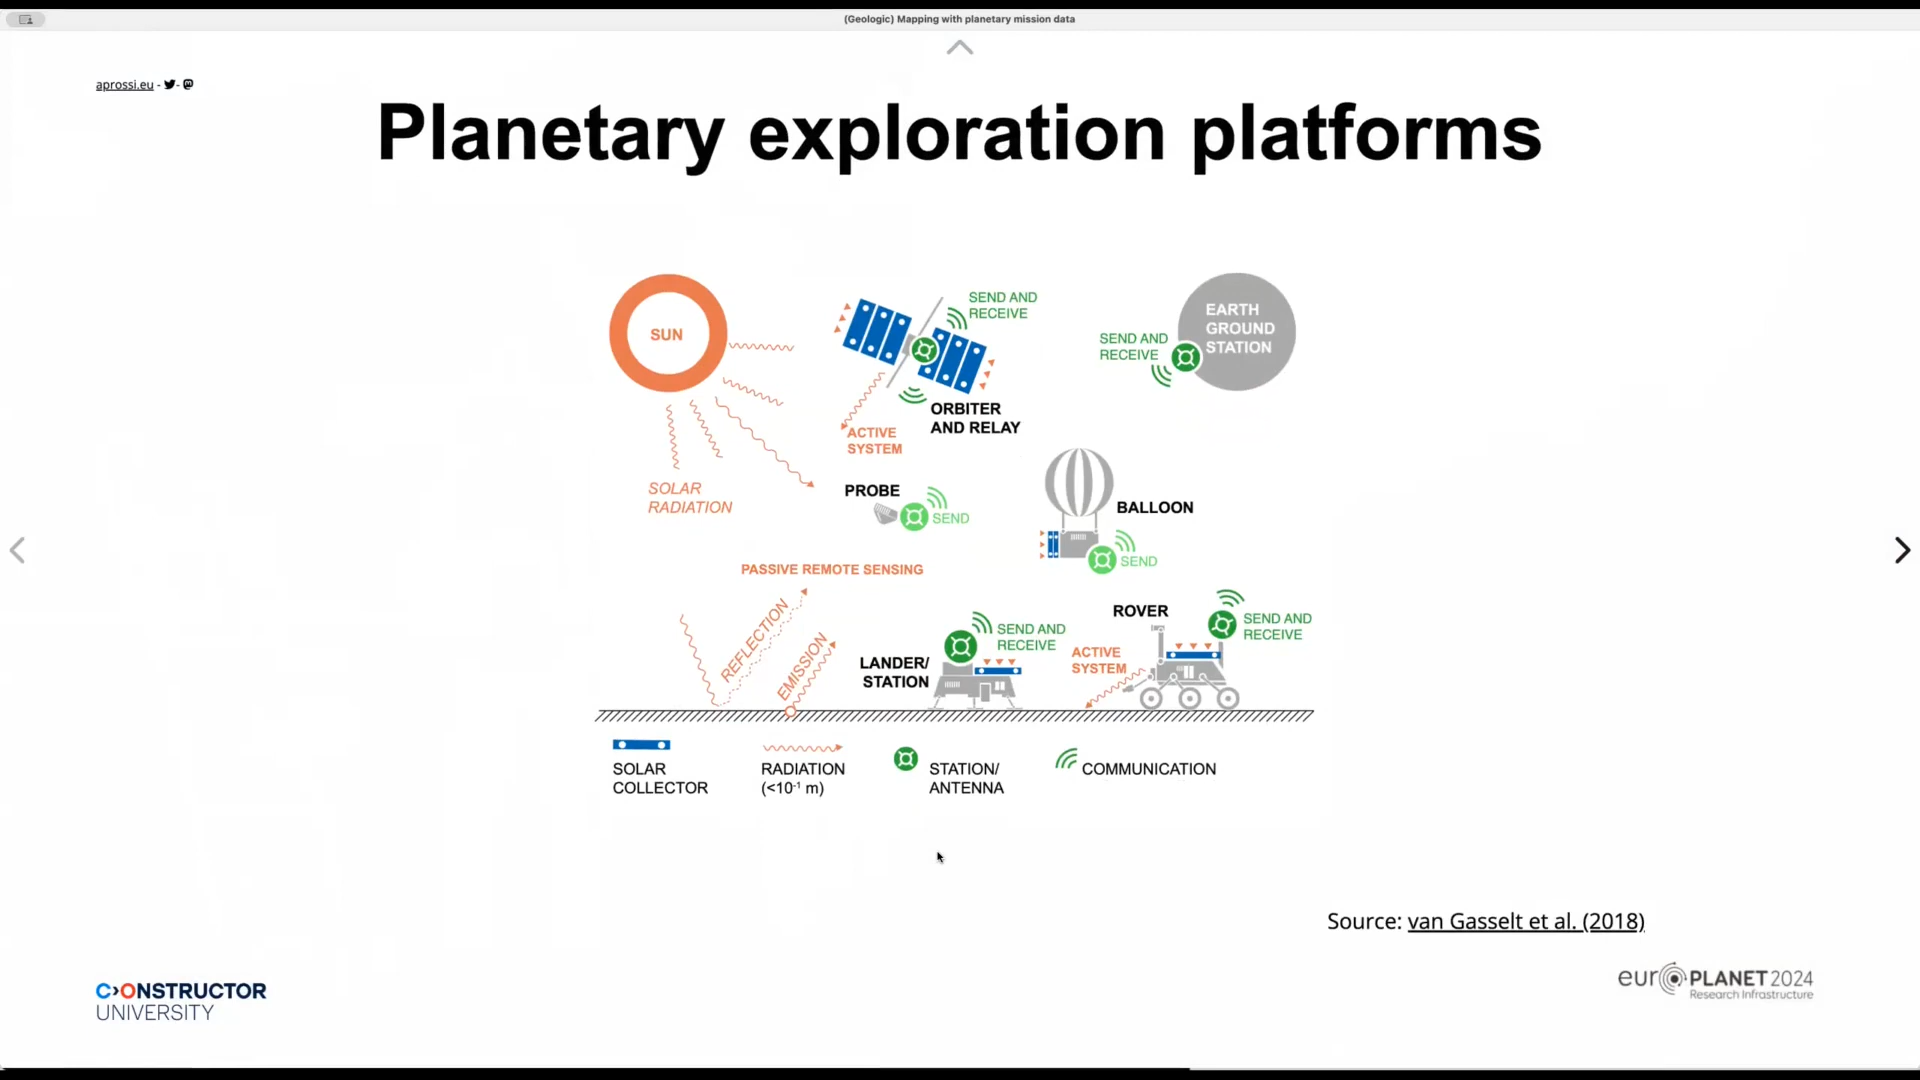 (Geologic) Mapping with planetary mission data
aprossi.eu - -
Planetary exploration platforms
SUN
SEND AND
RECEIVE
EARTH
GROUND
STATION
SEND AND
RECEIVE
ORBITER
AND RELAY
ACTIVE
SYSTEM
SOLAR
RADIATION
PROBE
SEND
BALLOON
SEND
PASSIVE REMOTE SENSING
REFLECTION
EMISSION
LANDER/
STATION
SEND AND
RECEIVE
ROVER
ACTIVE
SYSTEM
SEND AND
RECEIVE
SOLAR
COLLECTOR
RADIATION
(<10⁻¹ m)
STATION/
ANTENNA
COMMUNICATION
Source: van Gasselt et al. (2018)
CONSTRUCTOR
UNIVERSITY
euroPLANET2024
Research Infrastructure